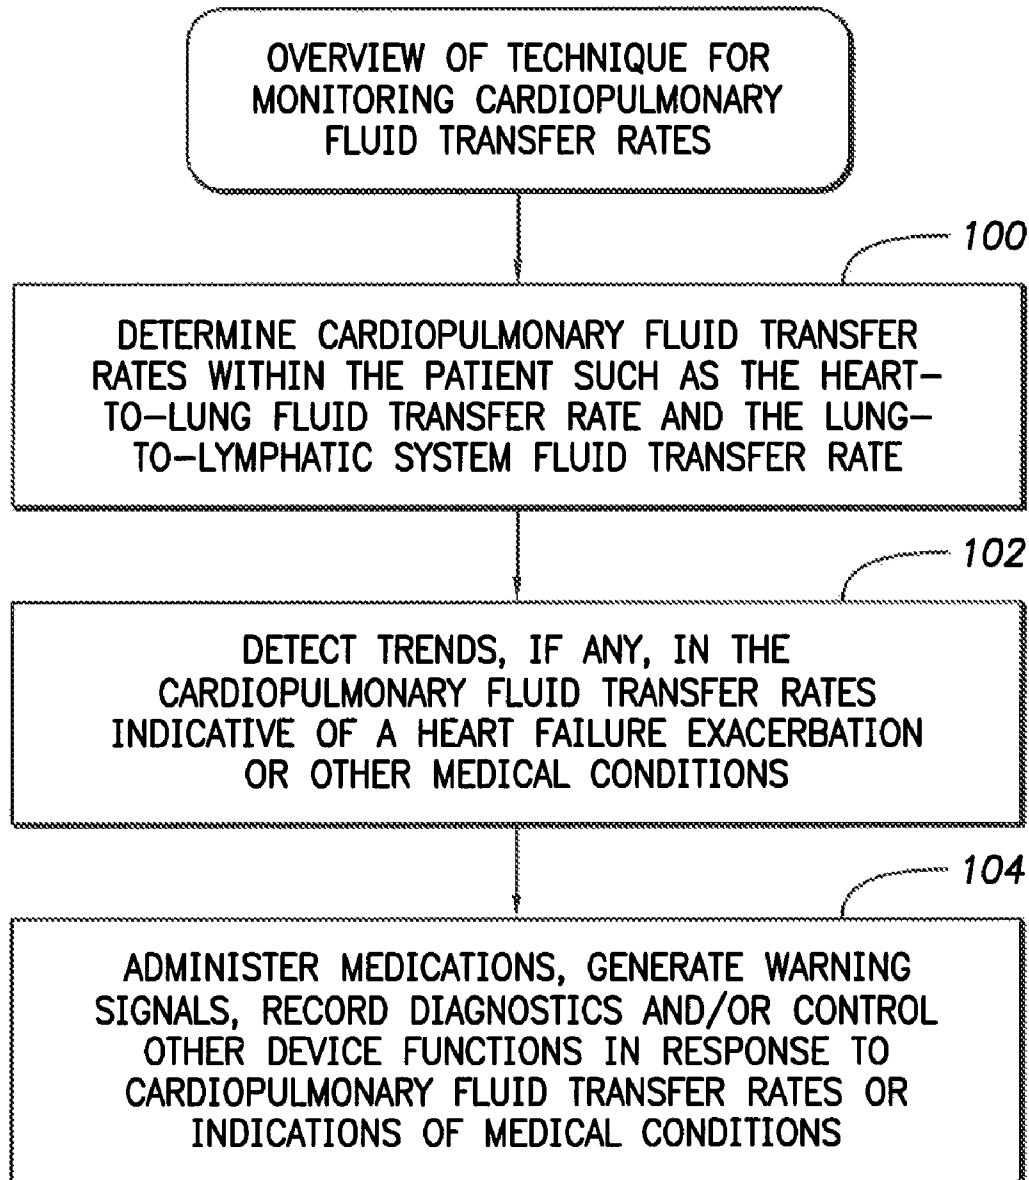 OVERVIEW OF TECHNIQUE FOR
MONITORING CARDIOPULMONARY
FLUID TRANSFER RATES
100
DETERMINE CARDIOPULMONARY FLUID TRANSFER
RATES WITHIN THE PATIENT SUCH AS THE HEART-
TO-LUNG FLUID TRANSFER RATE AND THE LUNG-
TO-LYMPHATIC SYSTEM FLUID TRANSFER RATE
102
DETECT TRENDS, IF ANY, IN THE
CARDIOPULMONARY FLUID TRANSFER RATES
INDICATIVE OF A HEART FAILURE EXACERBATION
OR OTHER MEDICAL CONDITIONS
104
ADMINISTER MEDICATIONS, GENERATE WARNING
SIGNALS, RECORD DIAGNOSTICS AND/OR CONTROL
OTHER DEVICE FUNCTIONS IN RESPONSE TO
CARDIOPULMONARY FLUID TRANSFER RATES OR
INDICATIONS OF MEDICAL CONDITIONS